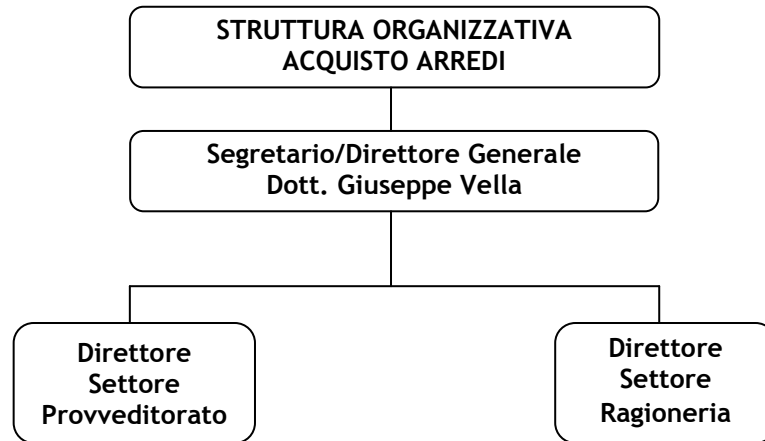 STRUTTURA ORGANIZZATIVA
ACQUISTO ARREDI
Segretario/Direttore Generale
Dott. Giuseppe Vella
Direttore
Settore
Provveditorato
Direttore
Settore
Ragioneria